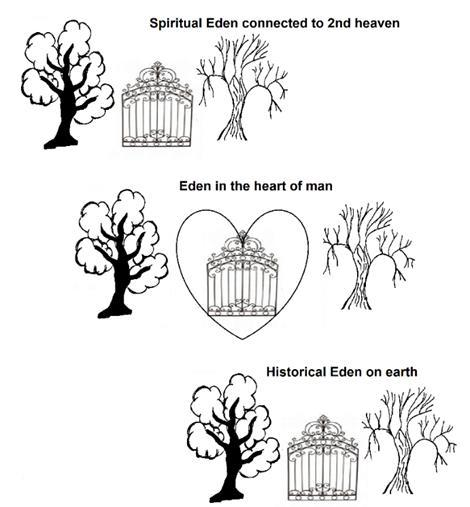 Spiritual Eden connected to 2nd heaven
Eden in the heart of man
Historical Eden on earth